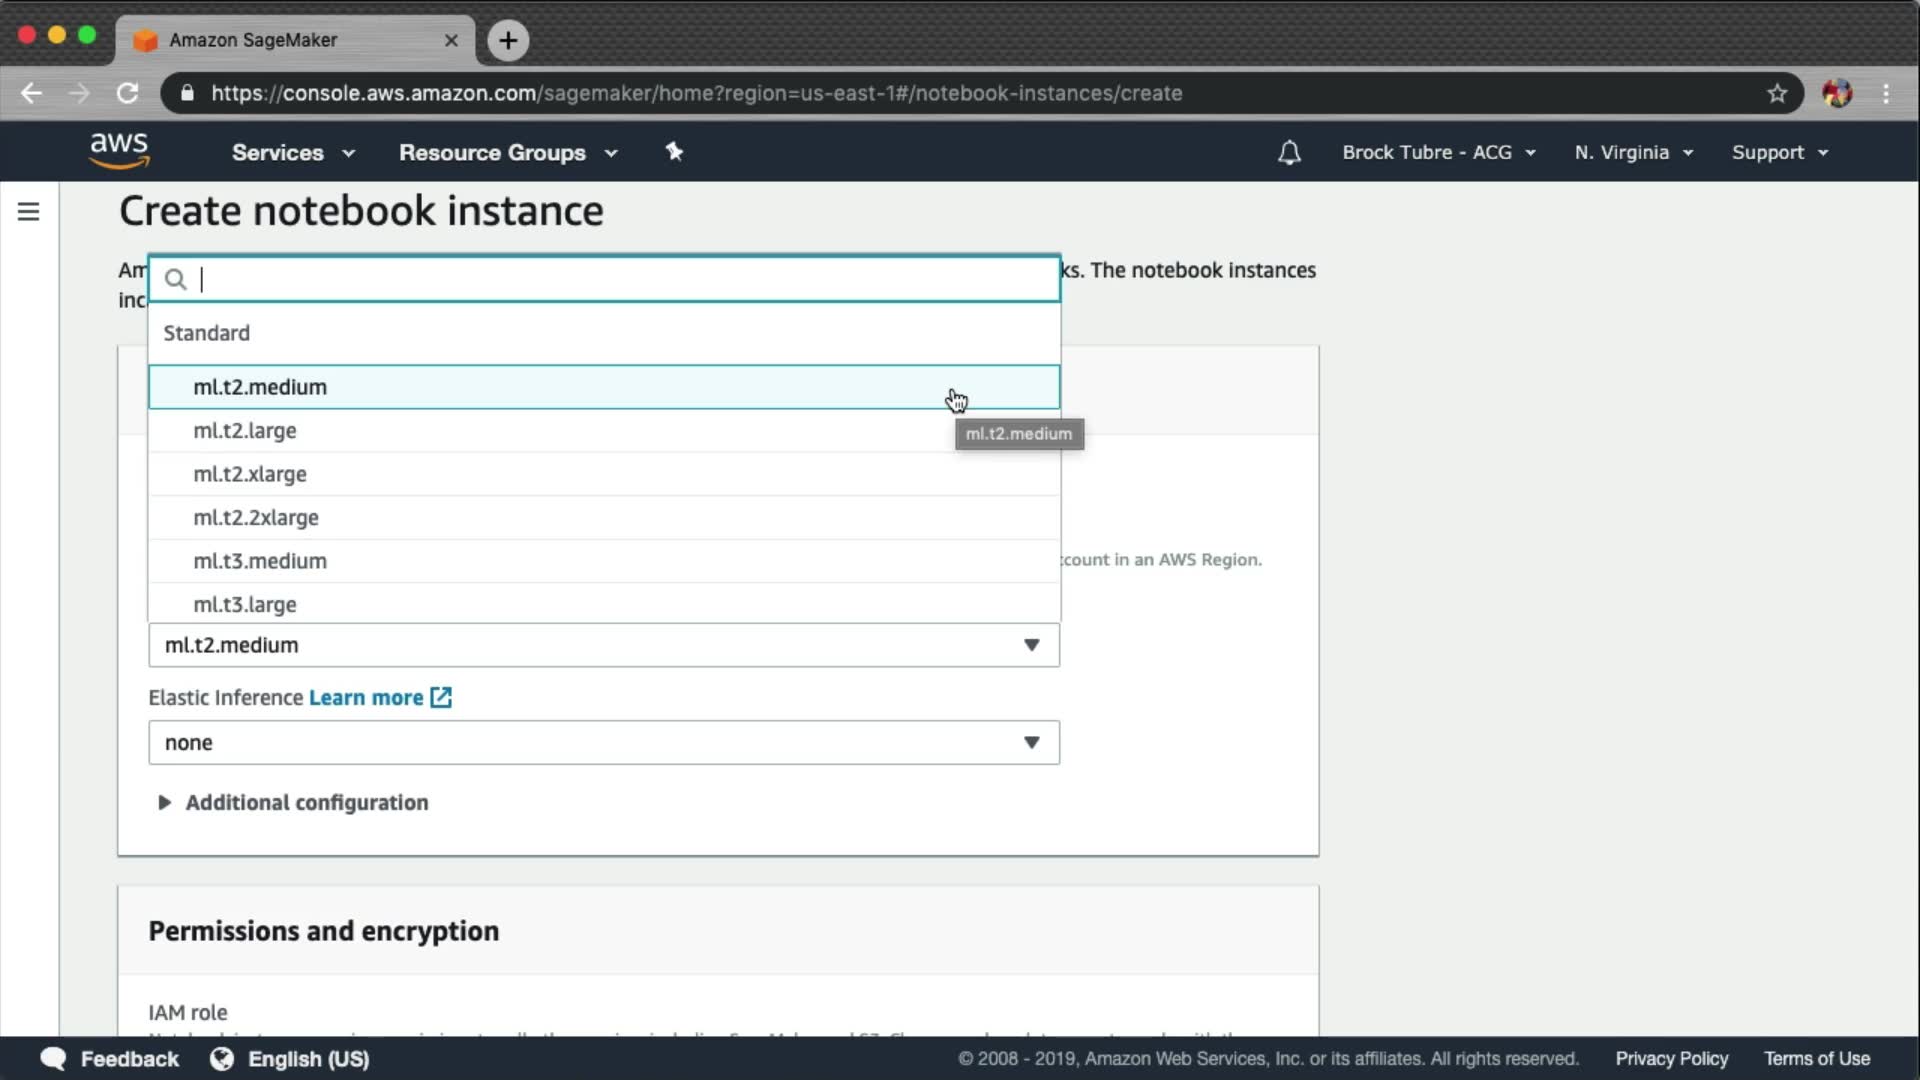 Amazon SageMaker
https://console.aws.amazon.com/sagemaker/home?region=us-east-1#/notebook-instances/create
aws Services Resource Groups Brock Tubre - ACG N. Virginia Support
Create notebook instance
Am ks. The notebook instances
inc
Standard
ml.t2.medium
ml.t2.medium
ml.t2.large
ml.t2.xlarge
ml.t2.2xlarge
ml.t3.medium
count in an AWS Region.
ml.t3.large
ml.t2.medium
Elastic Inference Learn more
none
Additional configuration
Permissions and encryption
IAM role
Feedback English (US) © 2008 - 2019, Amazon Web Services, Inc. or its affiliates. All rights reserved. Privacy Policy Terms of Use